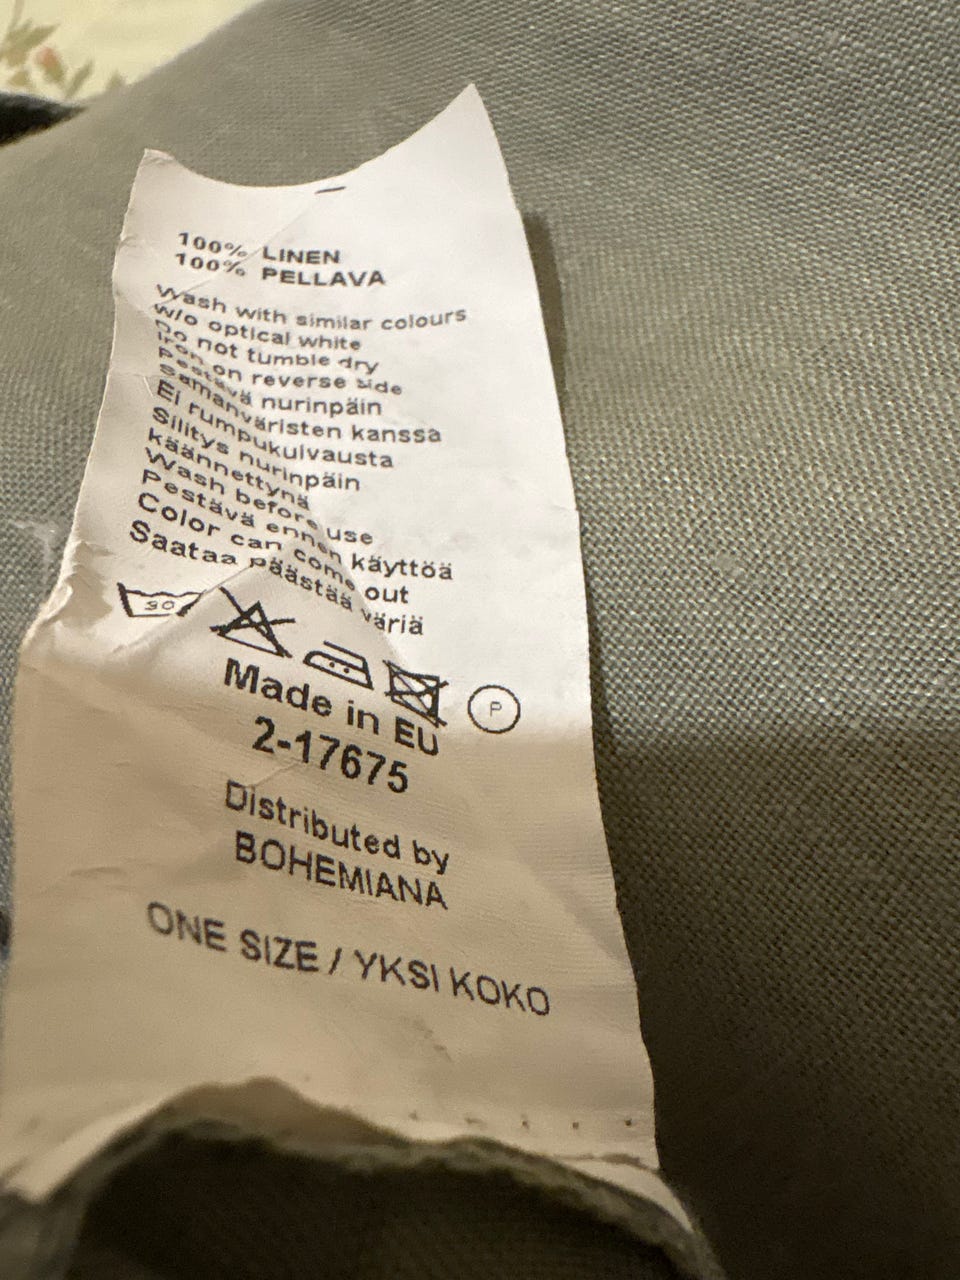 100% LINEN
100% PELLAVA
Wash with similar colours
w/o optical white
Do not tumble dry
Iron on reverse side
Pestävä nurinpäin
samanväristen kanssa
Ei rumpukuivausta
Silitys nurinpäin
käännettynä
Wash before use
Pestävä ennen käyttöä
Color can come out
Saataa päästää väriä
30
P
Made in EU
2-17675
Distributed by
BOHEMIANA
ONE SIZE / YKSI KOKO